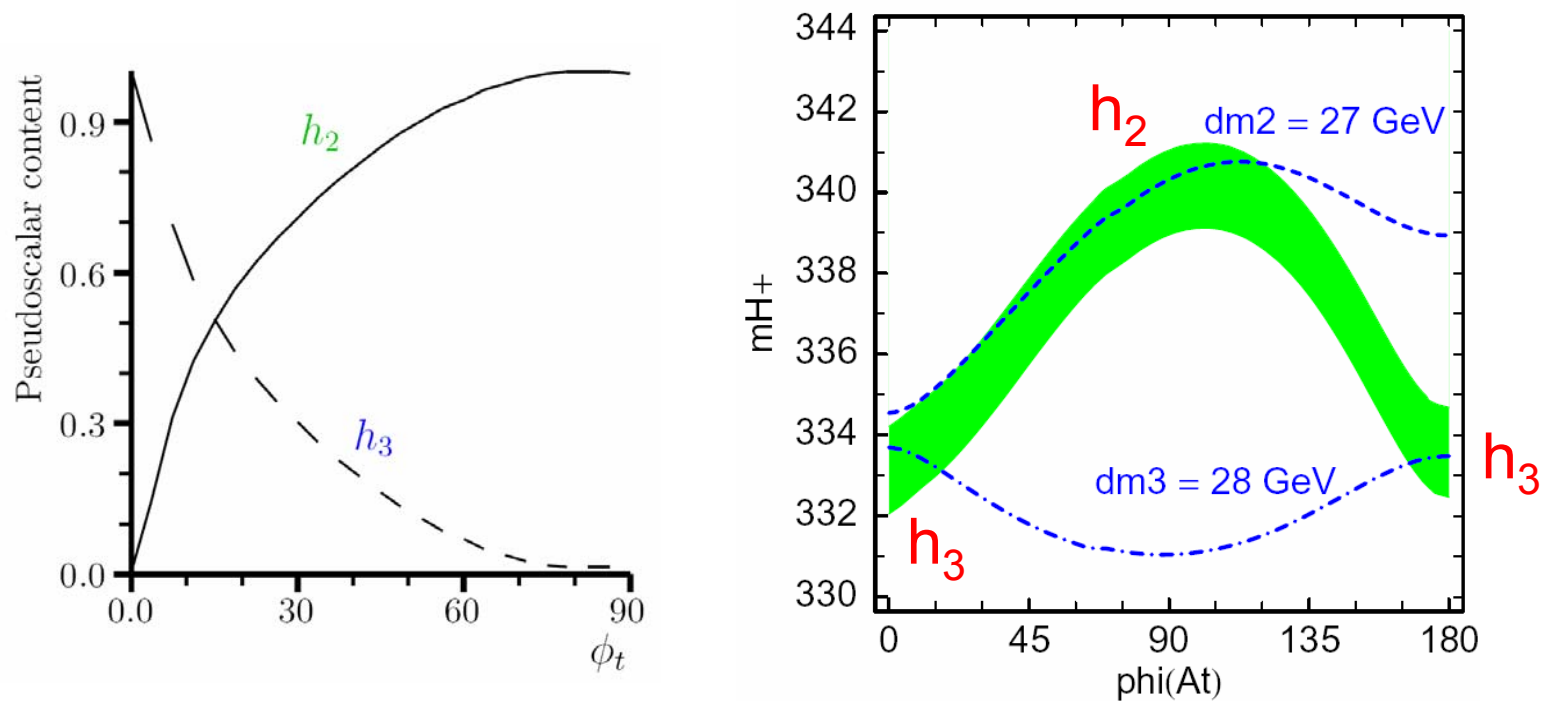 Pseudoscalar content
0.9
0.6
0.3
0.0
0.0 30 60 90
ϕt
h2
h3
mH+
344
342
340
338
336
334
332
330
0 45 90 135 180
phi(At)
h2
dm2 = 27 GeV
dm3 = 28 GeV
h3
h3